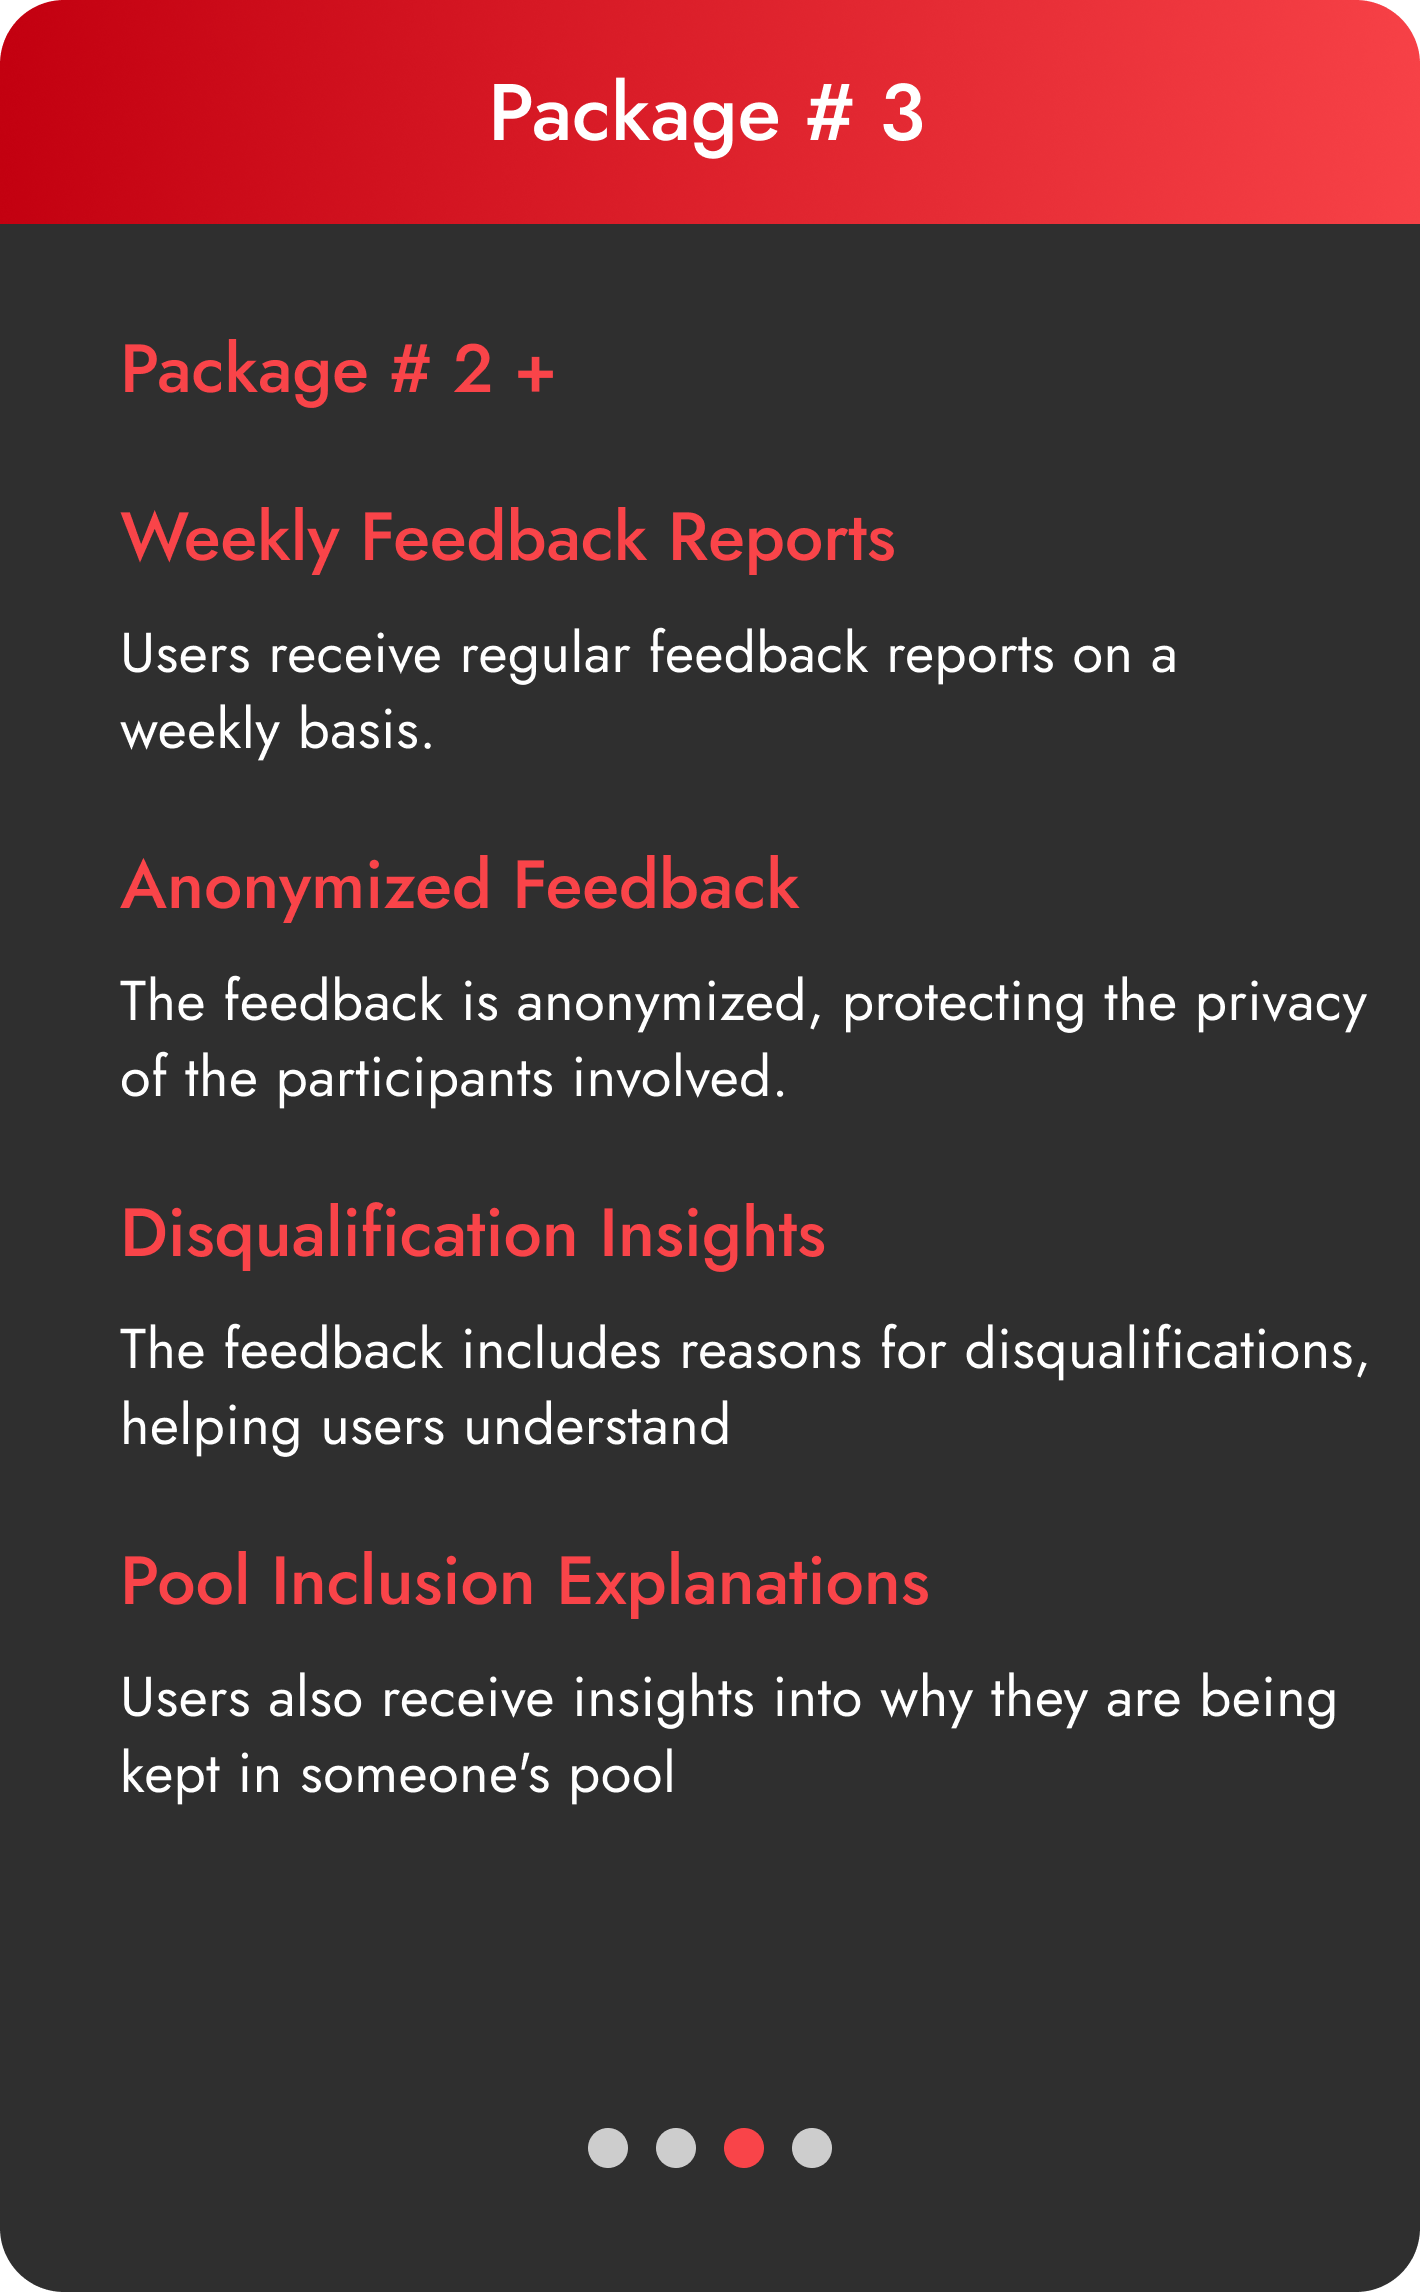 Package # 3
Package # 2 +
Weekly Feedback Reports
Users receive regular feedback reports on a
weekly basis.
Anonymized Feedback
The feedback is anonymized, protecting the privacy
of the participants involved.
Disqualification Insights
The feedback includes reasons for disqualifications,
helping users understand
Pool Inclusion Explanations
Users also receive insights into why they are being
kept in someone's pool